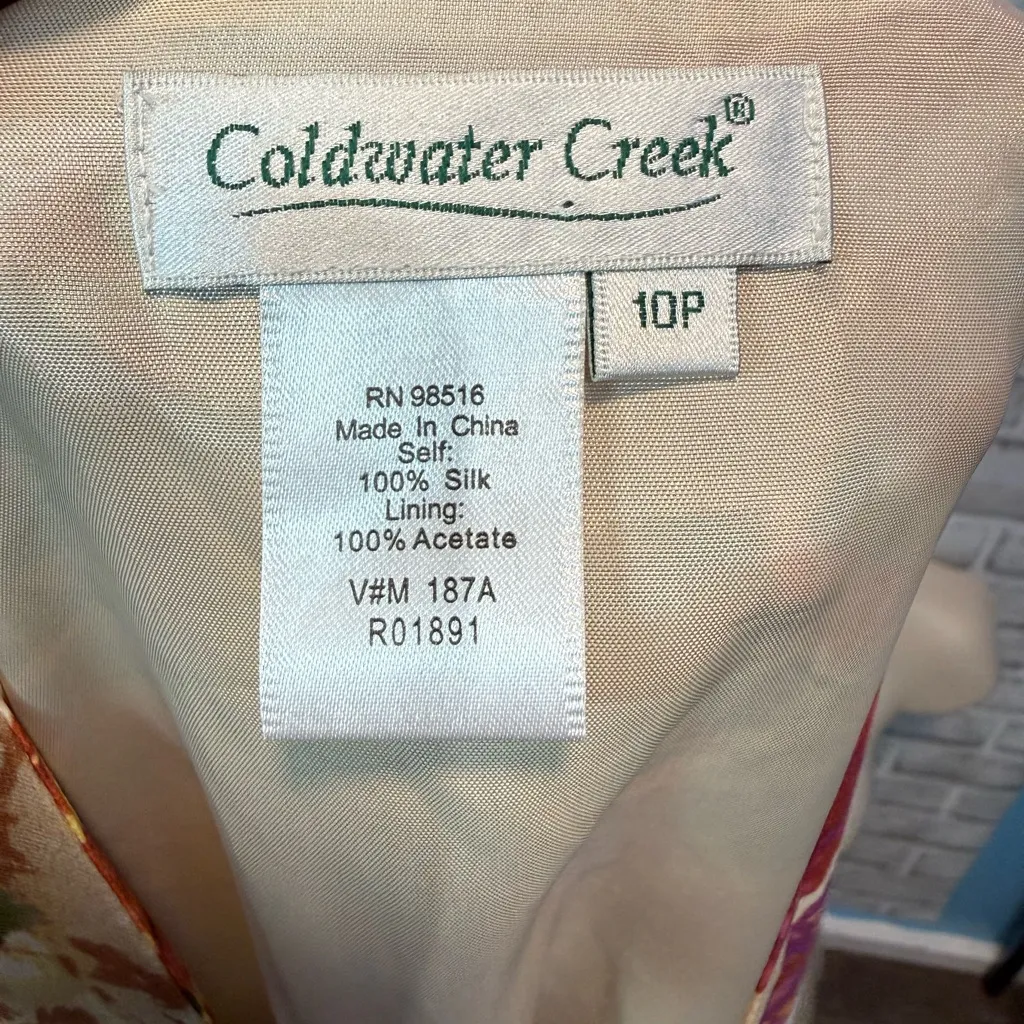 Coldwater Creek®
10P
RN 98516
Made In China
Self:
100% Silk
Lining:
100% Acetate
V#M 187A
R01891